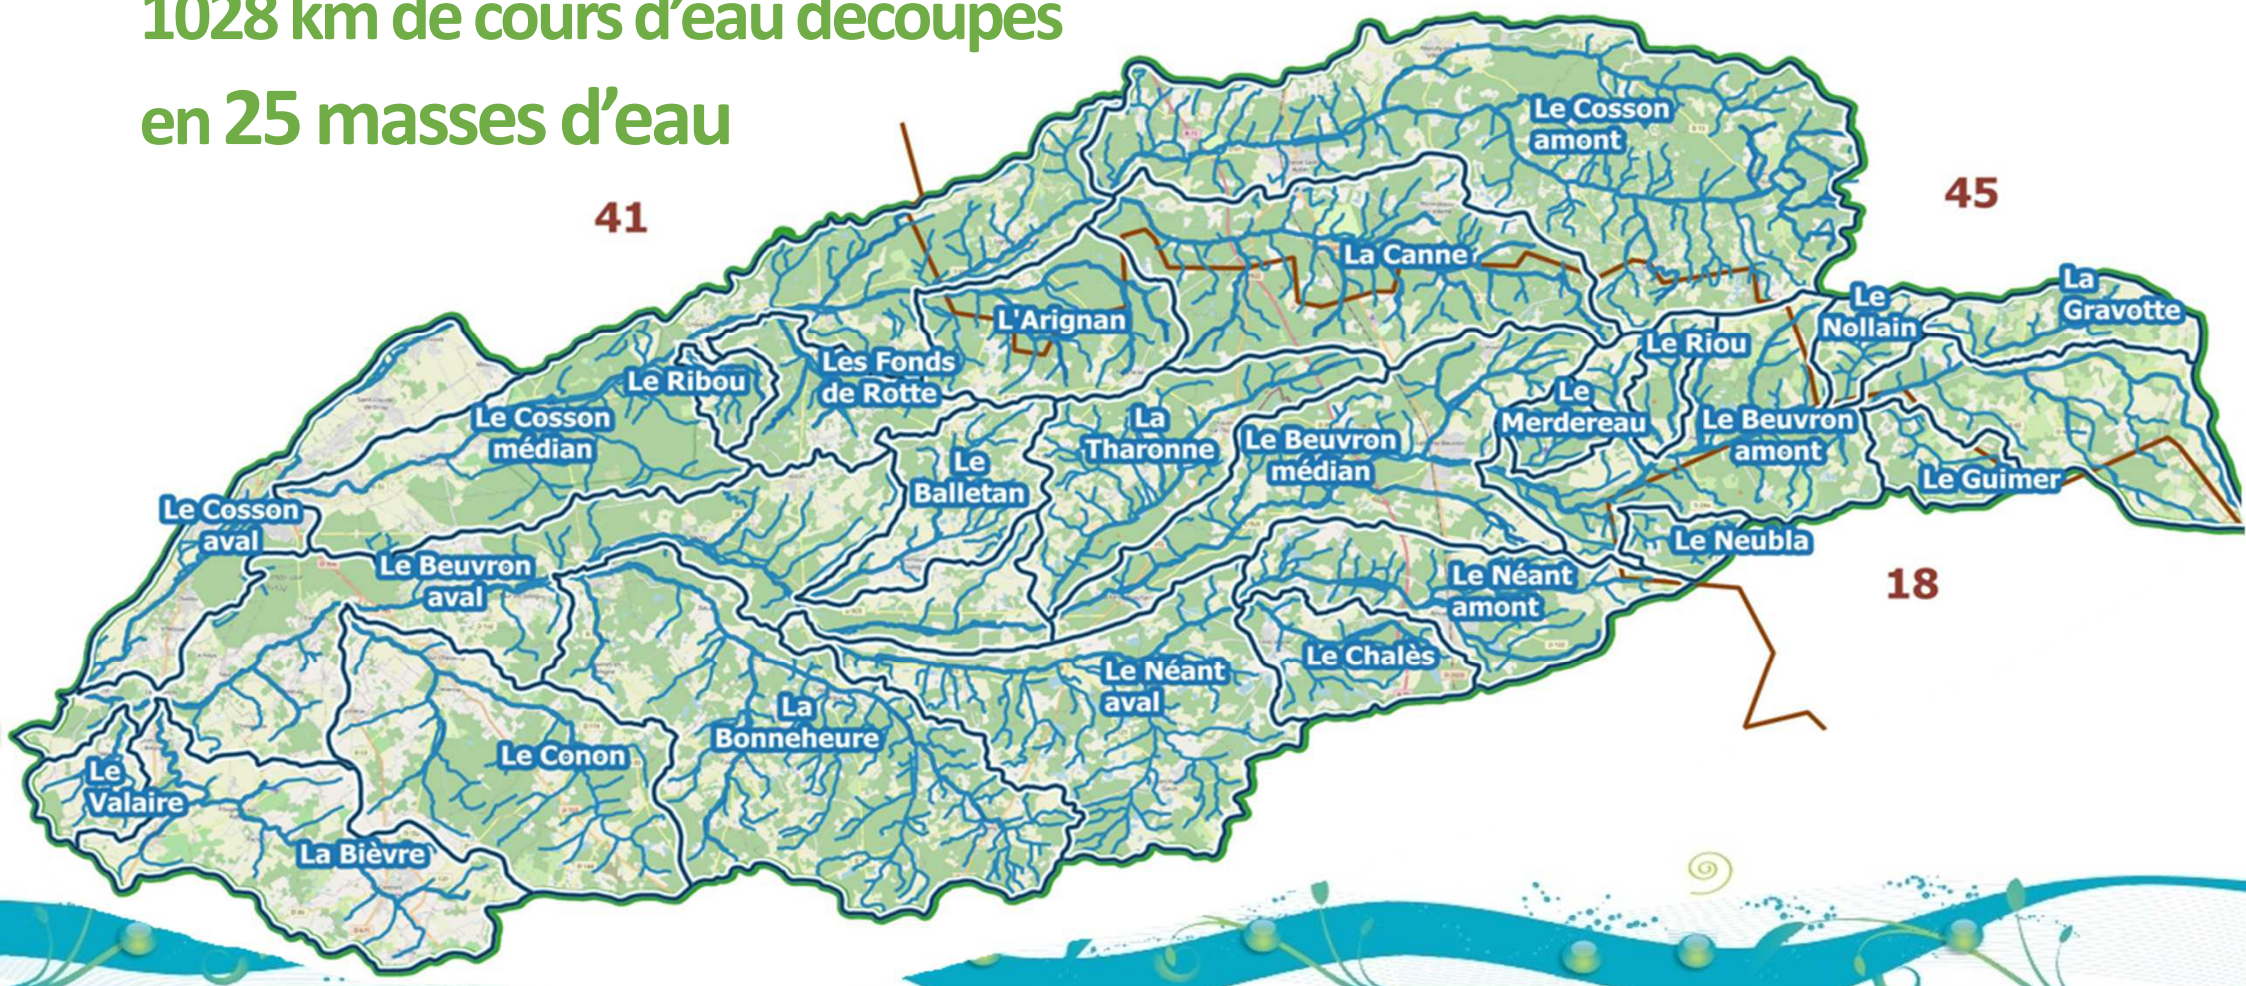 1028 km de cours d’eau découpés
en 25 masses d’eau
41
45
18
Le Cosson
amont
La Canne
L'Arignan
Le
Nollain
La
Gravotte
Le Riou
Les Fonds
de Rotte
Le Ribou
Le Cosson
médian
Le
Merdereau
Le Beuvron
amont
La
Tharonne
Le Beuvron
médian
Le
Balletan
Le Guimer
Le Cosson
aval
Le Neubla
Le Beuvron
aval
Le Néant
amont
Le Chalès
Le Néant
aval
La
Bonneheure
Le Conon
Le
Valaire
La Bièvre